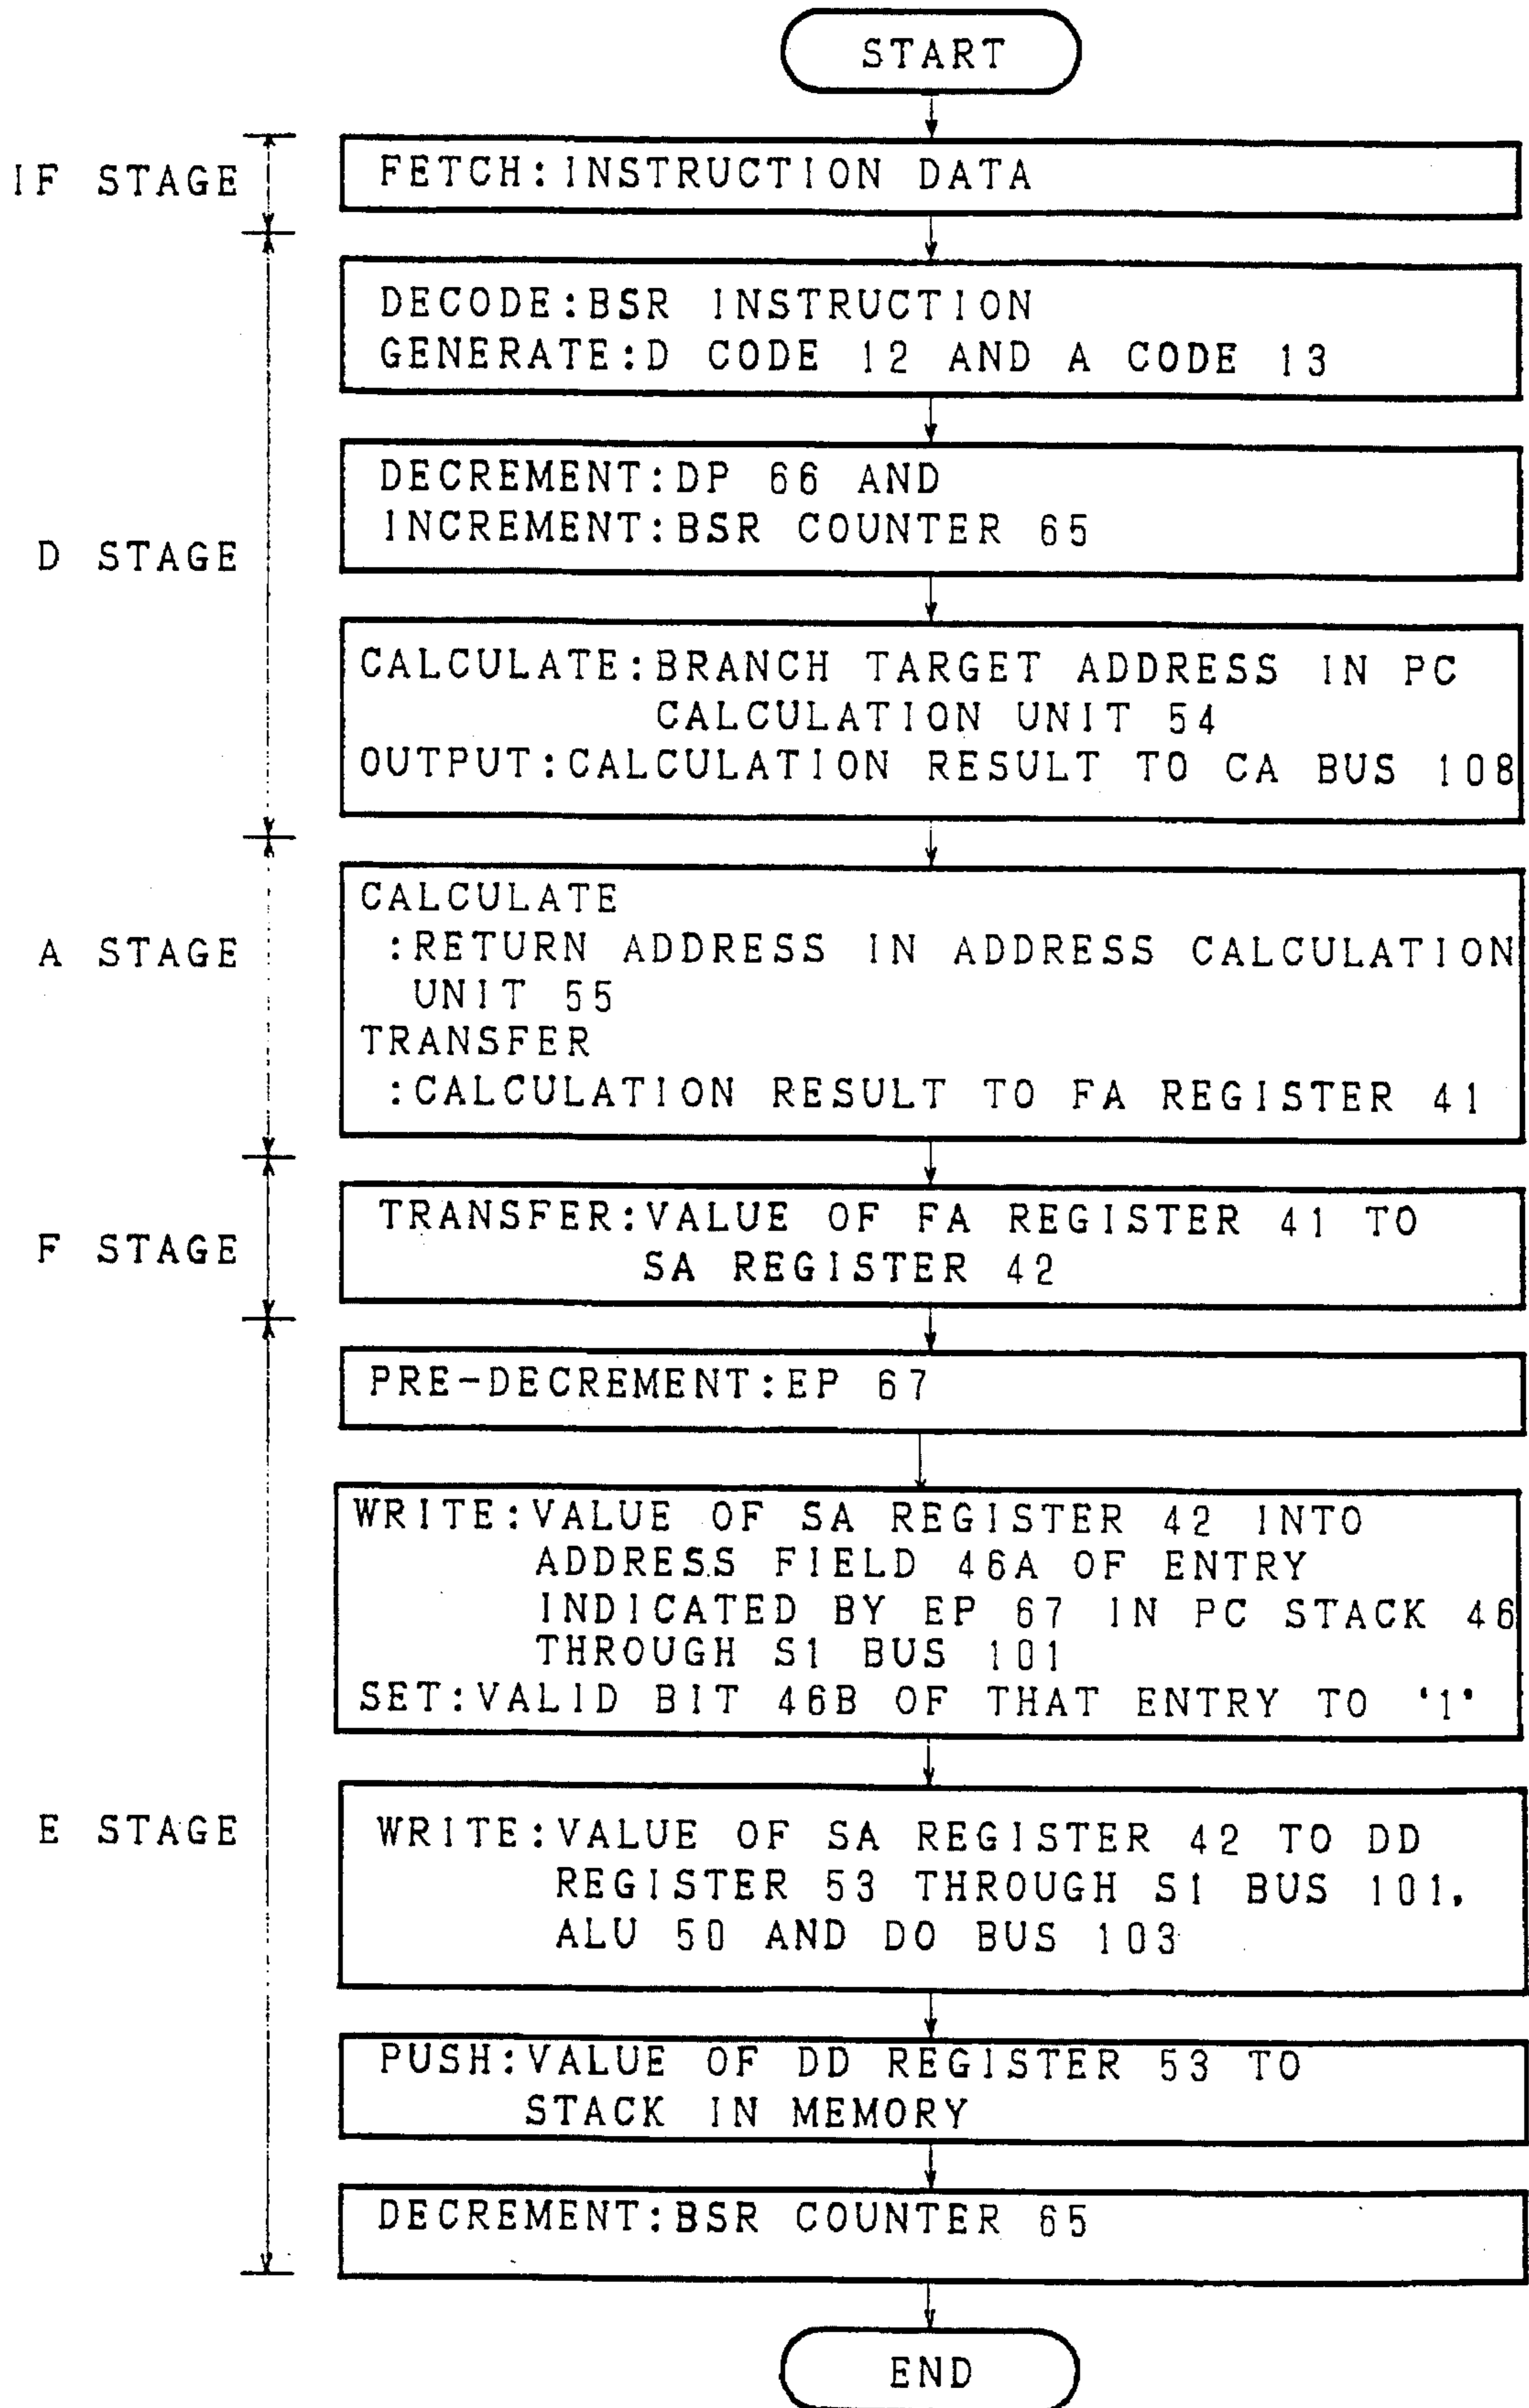 START
IF STAGE
FETCH:INSTRUCTION DATA
DECODE:BSR INSTRUCTION
GENERATE:D CODE 12 AND A CODE 13
D STAGE
DECREMENT:DP 66 AND
INCREMENT:BSR COUNTER 65
CALCULATE:BRANCH TARGET ADDRESS IN PC
CALCULATION UNIT 54
OUTPUT:CALCULATION RESULT TO CA BUS 108
A STAGE
CALCULATE
:RETURN ADDRESS IN ADDRESS CALCULATION
UNIT 55
TRANSFER
:CALCULATION RESULT TO FA REGISTER 41
F STAGE
TRANSFER:VALUE OF FA REGISTER 41 TO
SA REGISTER 42
E STAGE
PRE-DECREMENT:EP 67
WRITE:VALUE OF SA REGISTER 42 INTO
ADDRESS FIELD 46A OF ENTRY
INDICATED BY EP 67 IN PC STACK 46
THROUGH S1 BUS 101
SET:VALID BIT 46B OF THAT ENTRY TO '1'
WRITE:VALUE OF SA REGISTER 42 TO DD
REGISTER 53 THROUGH S1 BUS 101,
ALU 50 AND DO BUS 103
PUSH:VALUE OF DD REGISTER 53 TO
STACK IN MEMORY
DECREMENT:BSR COUNTER 65
END